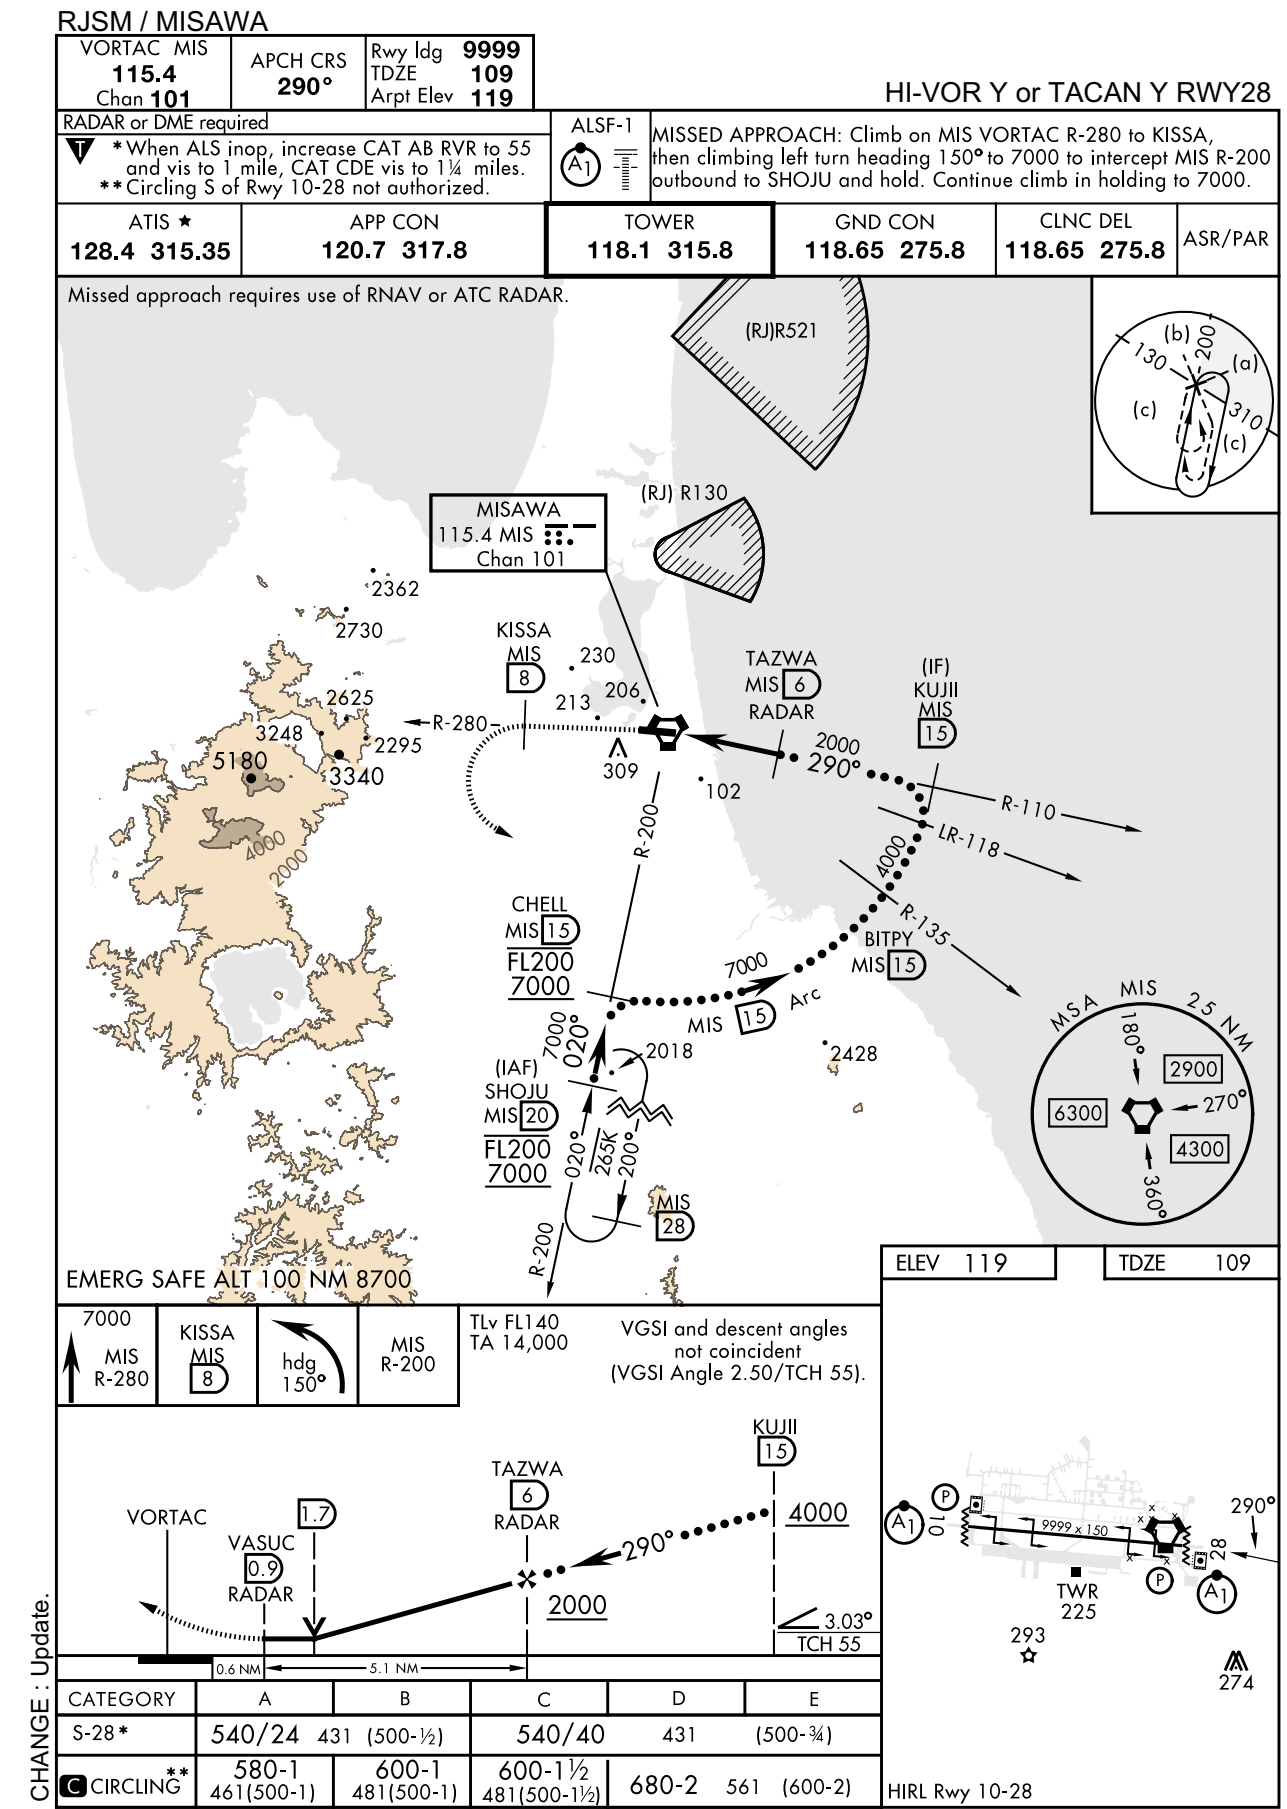 RJSM / MISAWA
VORTAC MIS
115.4
Chan 101
APCH CRS
290°
Rwy ldg 9999
TDZE 109
Arpt Elev 119
HI-VOR Y or TACAN Y RWY28
RADAR or DME required
T
*When ALS inop, increase CAT AB RVR to 55
and vis to 1 mile, CAT CDE vis to 1¼ miles.
**Circling S of Rwy 10-28 not authorized.
ALSF-1
A1
MISSED APPROACH: Climb on MIS VORTAC R-280 to KISSA,
then climbing left turn heading 150° to 7000 to intercept MIS R-200
outbound to SHOJU and hold. Continue climb in holding to 7000.
ATIS ★
128.4 315.35
APP CON
120.7 317.8
TOWER
118.1 315.8
GND CON
118.65 275.8
CLNC DEL
118.65 275.8
ASR/PAR
Missed approach requires use of RNAV or ATC RADAR.
(RJ)R521
(b)
200
130
(a)
(c)
310
(c)
(RJ) R130
MISAWA
115.4 MIS
Chan 101
2362
2730
KISSA
MIS
8
230
206
213
TAZWA
MIS 6
RADAR
(IF)
KUJII
MIS
15
2625
3248
2295
5180
3340
R-280
309
102
2000
290°
R-110
LR-118
4000
2000
R-200
4000
R-135
CHELL
MIS 15
FL200
7000
BITPY
MIS 15
7000
MIS 15 Arc
7000
020°
2018
2428
(IAF)
SHOJU
MIS 20
FL200
7000
020°
265K
200°
MIS
28
R-200
MSA MIS 25 NM
180°
2900
6300
270°
4300
360°
EMERG SAFE ALT 100 NM 8700
ELEV 119
TDZE 109
7000
MIS
R-280
KISSA
MIS
8
hdg
150°
MIS
R-200
TLv FL140
TA 14,000
VGSI and descent angles
not coincident
(VGSI Angle 2.50/TCH 55).
KUJII
15
TAZWA
6
RADAR
4000
VORTAC
1.7
VASUC
0.9
RADAR
290°
2000
3.03°
TCH 55
0.6 NM
5.1 NM
A1
P
10
9999 x 150
x
x
x
x
x
x
290°
28
P
A1
TWR
225
293
274
HIRL Rwy 10-28
CATEGORY A B C D E
S-28* 540/24 431 (500-½) 540/40 431 (500-¾)
C CIRCLING** 580-1 600-1 600-1½ 680-2 561 (600-2)
461(500-1) 481(500-1) 481(500-1½)
CHANGE : Update.